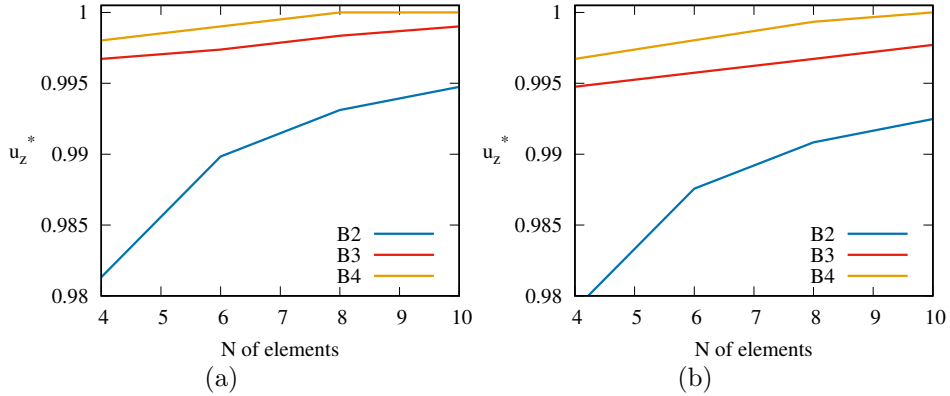 1
0.995
0.99
0.985
0.98
u_z^*
4 5 6 7 8 9 10
N of elements
B2
B3
B4
(a)
1
0.995
0.99
0.985
0.98
u_z^*
4 5 6 7 8 9 10
N of elements
B2
B3
B4
(b)